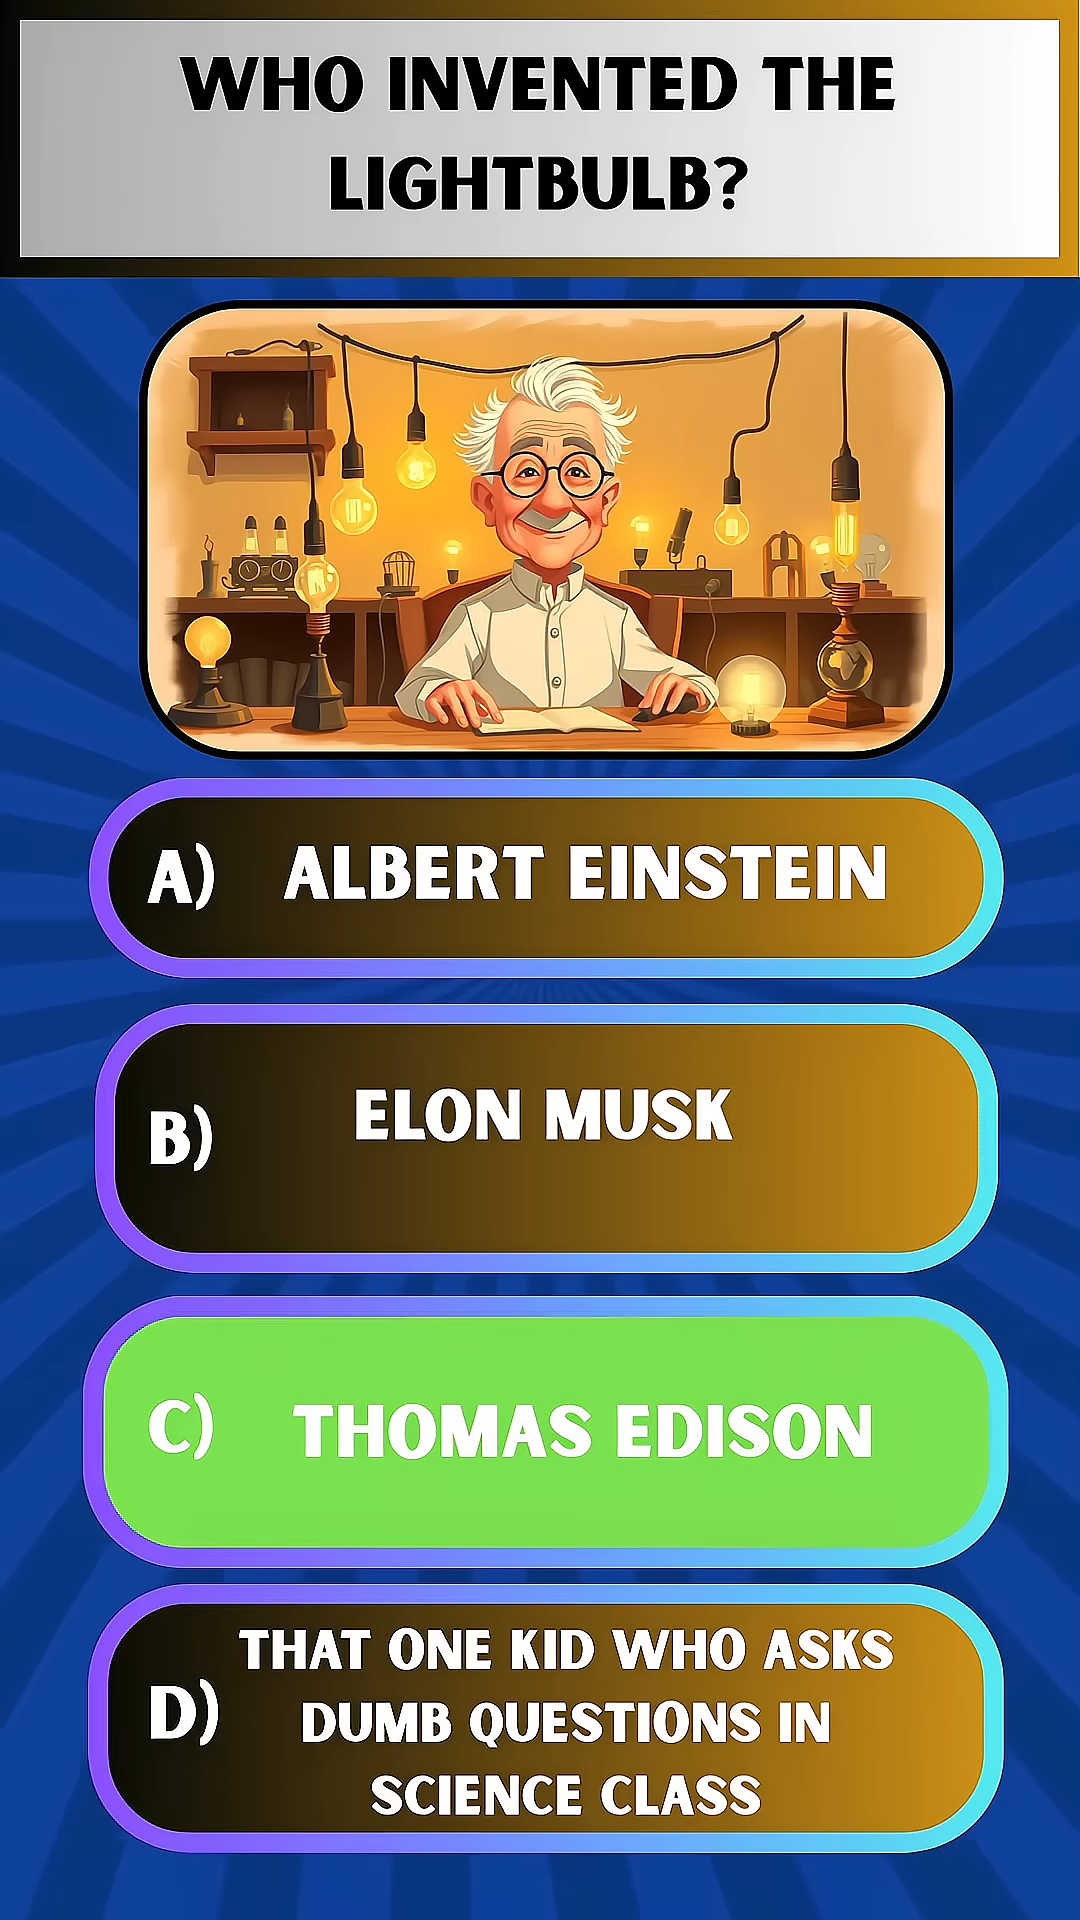 WHO INVENTED THE
LIGHTBULB?
A) ALBERT EINSTEIN
B) ELON MUSK
C) THOMAS EDISON
D) THAT ONE KID WHO ASKS
DUMB QUESTIONS IN
SCIENCE CLASS